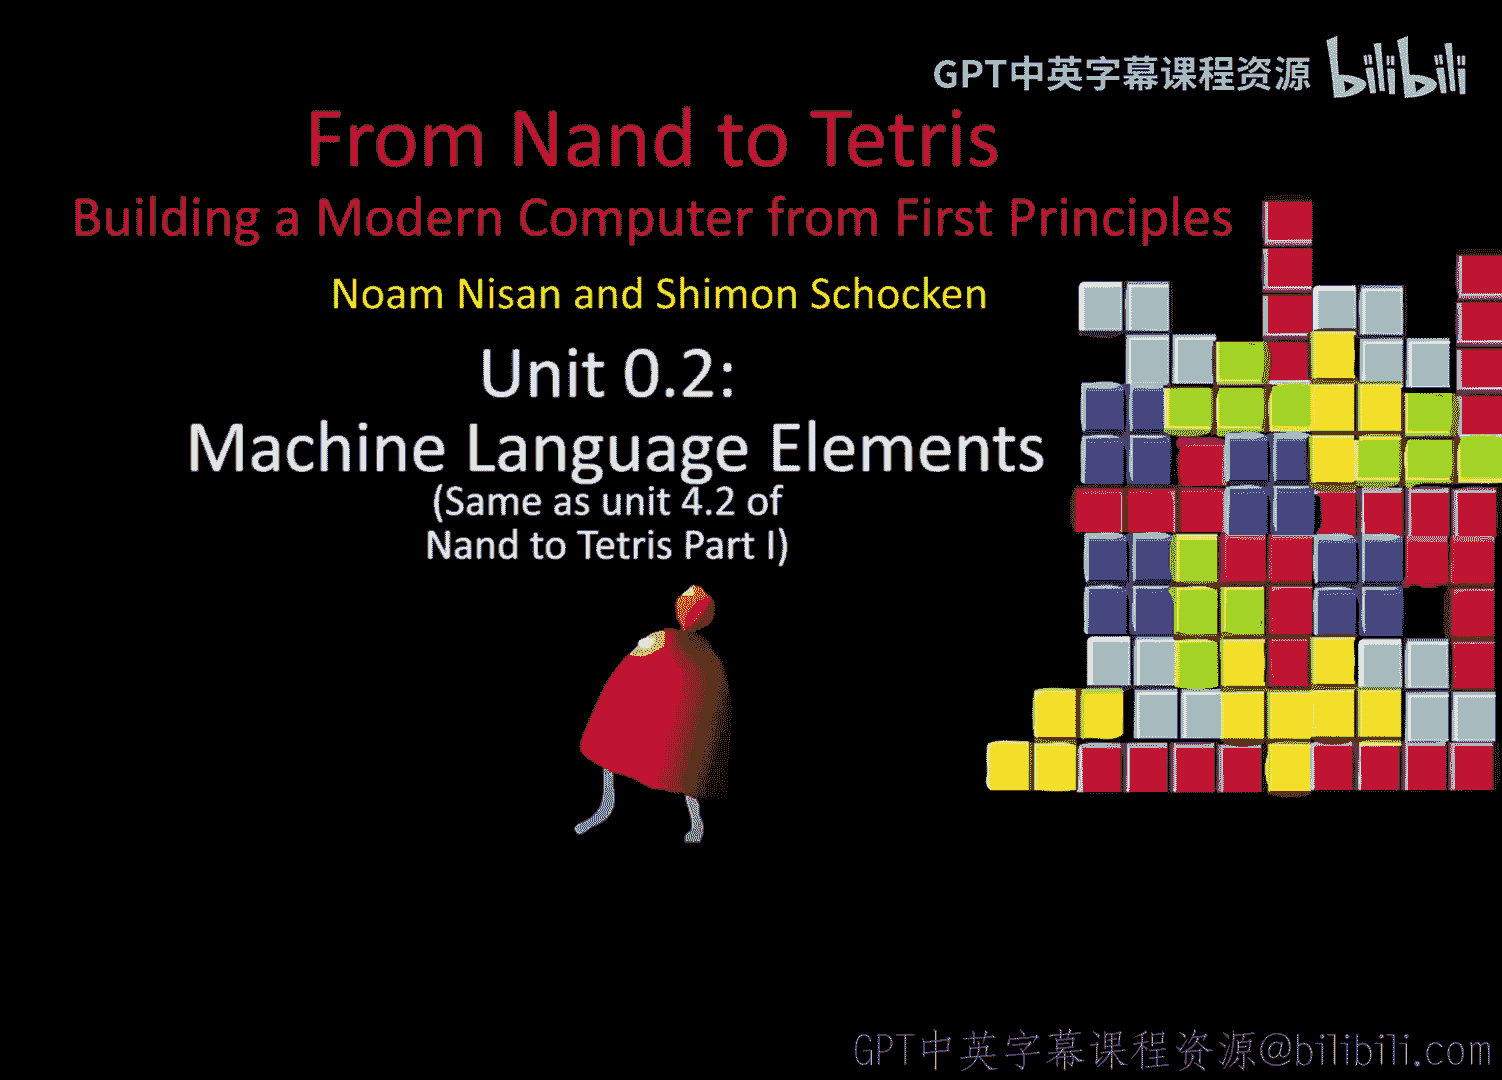 GPT中英字幕课程资源 bilibili
From Nand to Tetris
Building a Modern Computer from First Principles
Noam Nisan and Shimon Schocken
Unit 0.2:
Machine Language Elements
(Same as unit 4.2 of
Nand to Tetris Part I)
GPT中英字幕课程资源@bilibili.com